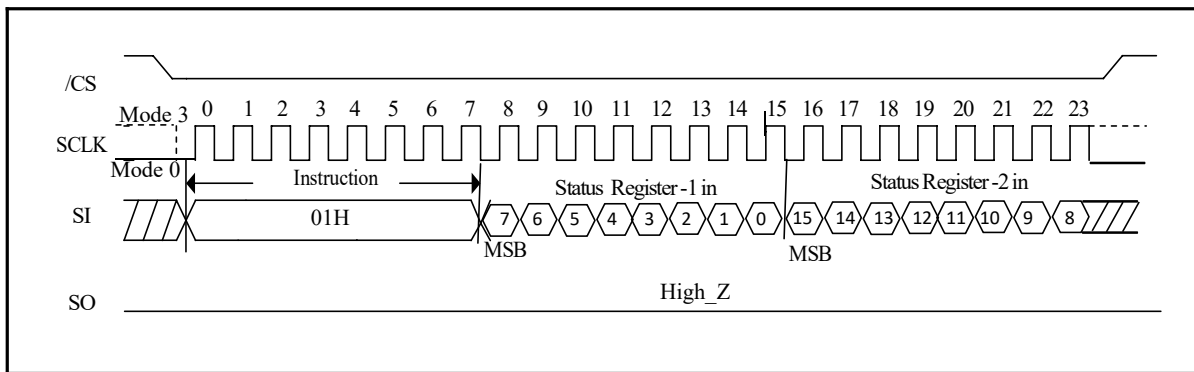 /CS
0 1 2 3 4 5 6 7 8 9 10 11 12 13 14 15 16 17 18 19 20 21 22 23
Mode 3
SCLK
Mode 0
Instruction
Status Register-1 in
Status Register-2 in
SI
01H
7 6 5 4 3 2 1 0 15 14 13 12 11 10 9 8
MSB
MSB
High_Z
SO